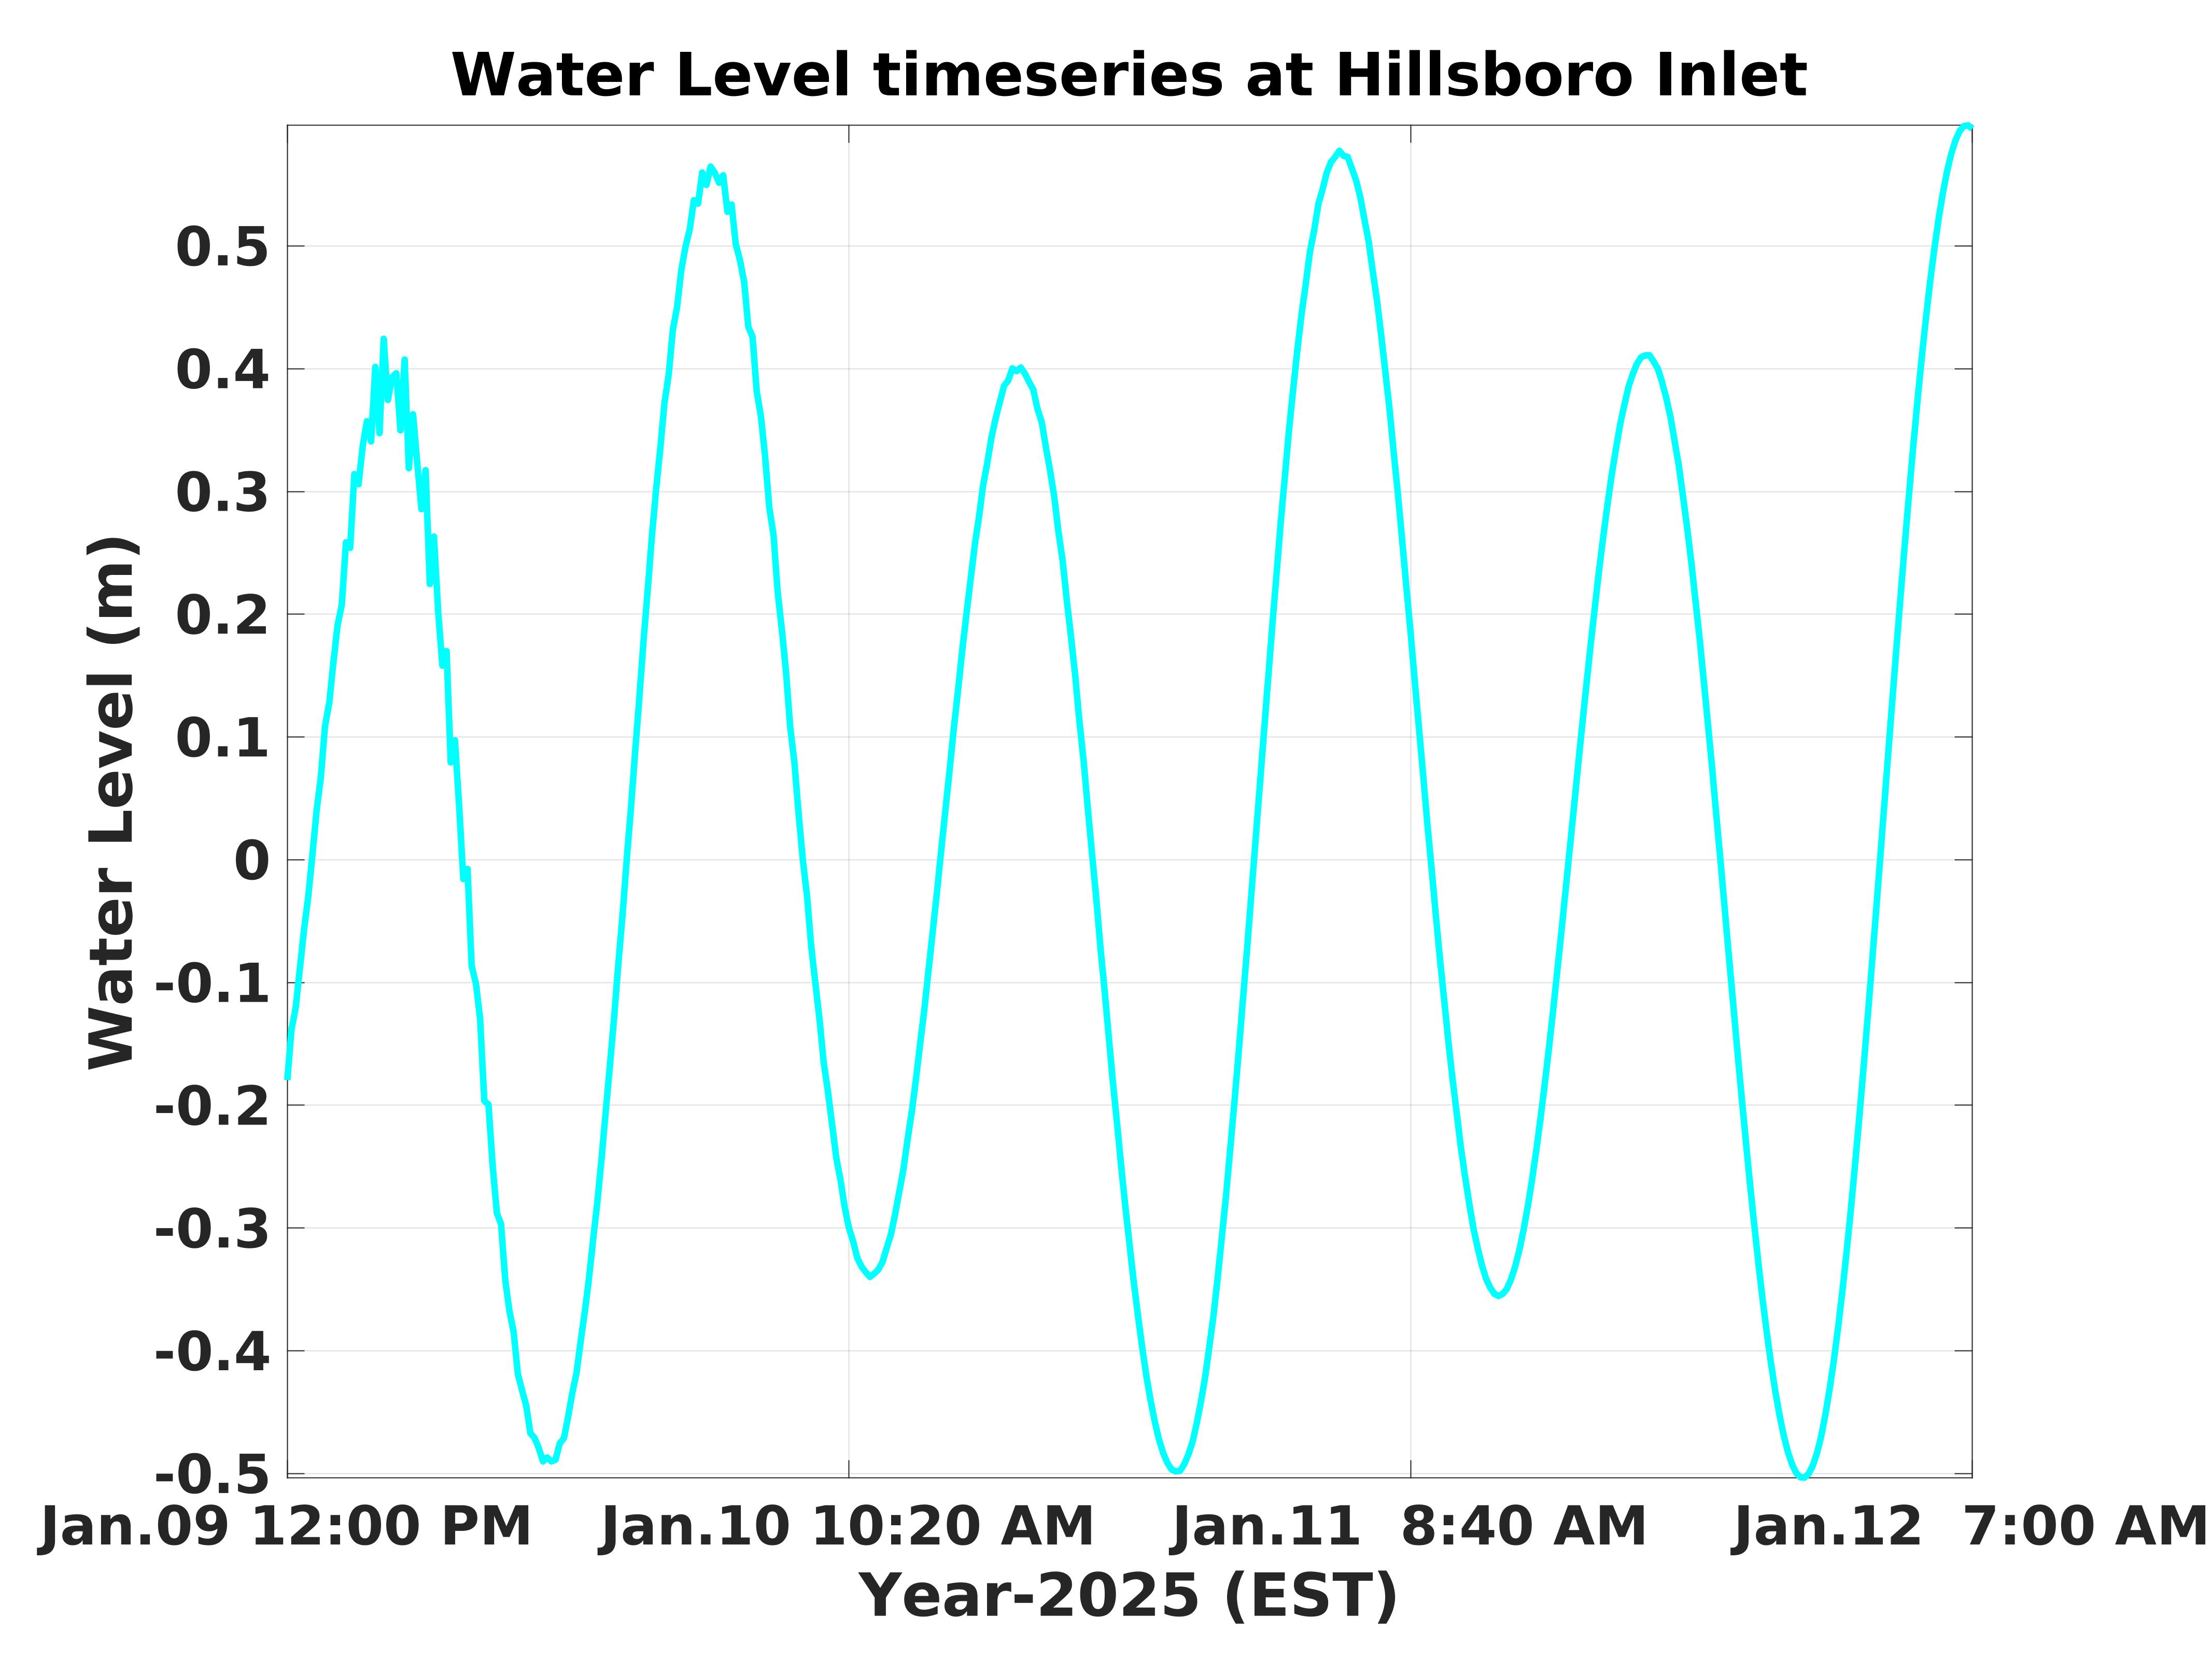 Water Level timeseries at Hillsboro Inlet
Water Level (m)
0.5
0.4
0.3
0.2
0.1
0
-0.1
-0.2
-0.3
-0.4
-0.5
Jan.09 12:00 PM Jan.10 10:20 AM Jan.11 8:40 AM Jan.12 7:00 AM
Year-2025 (EST)